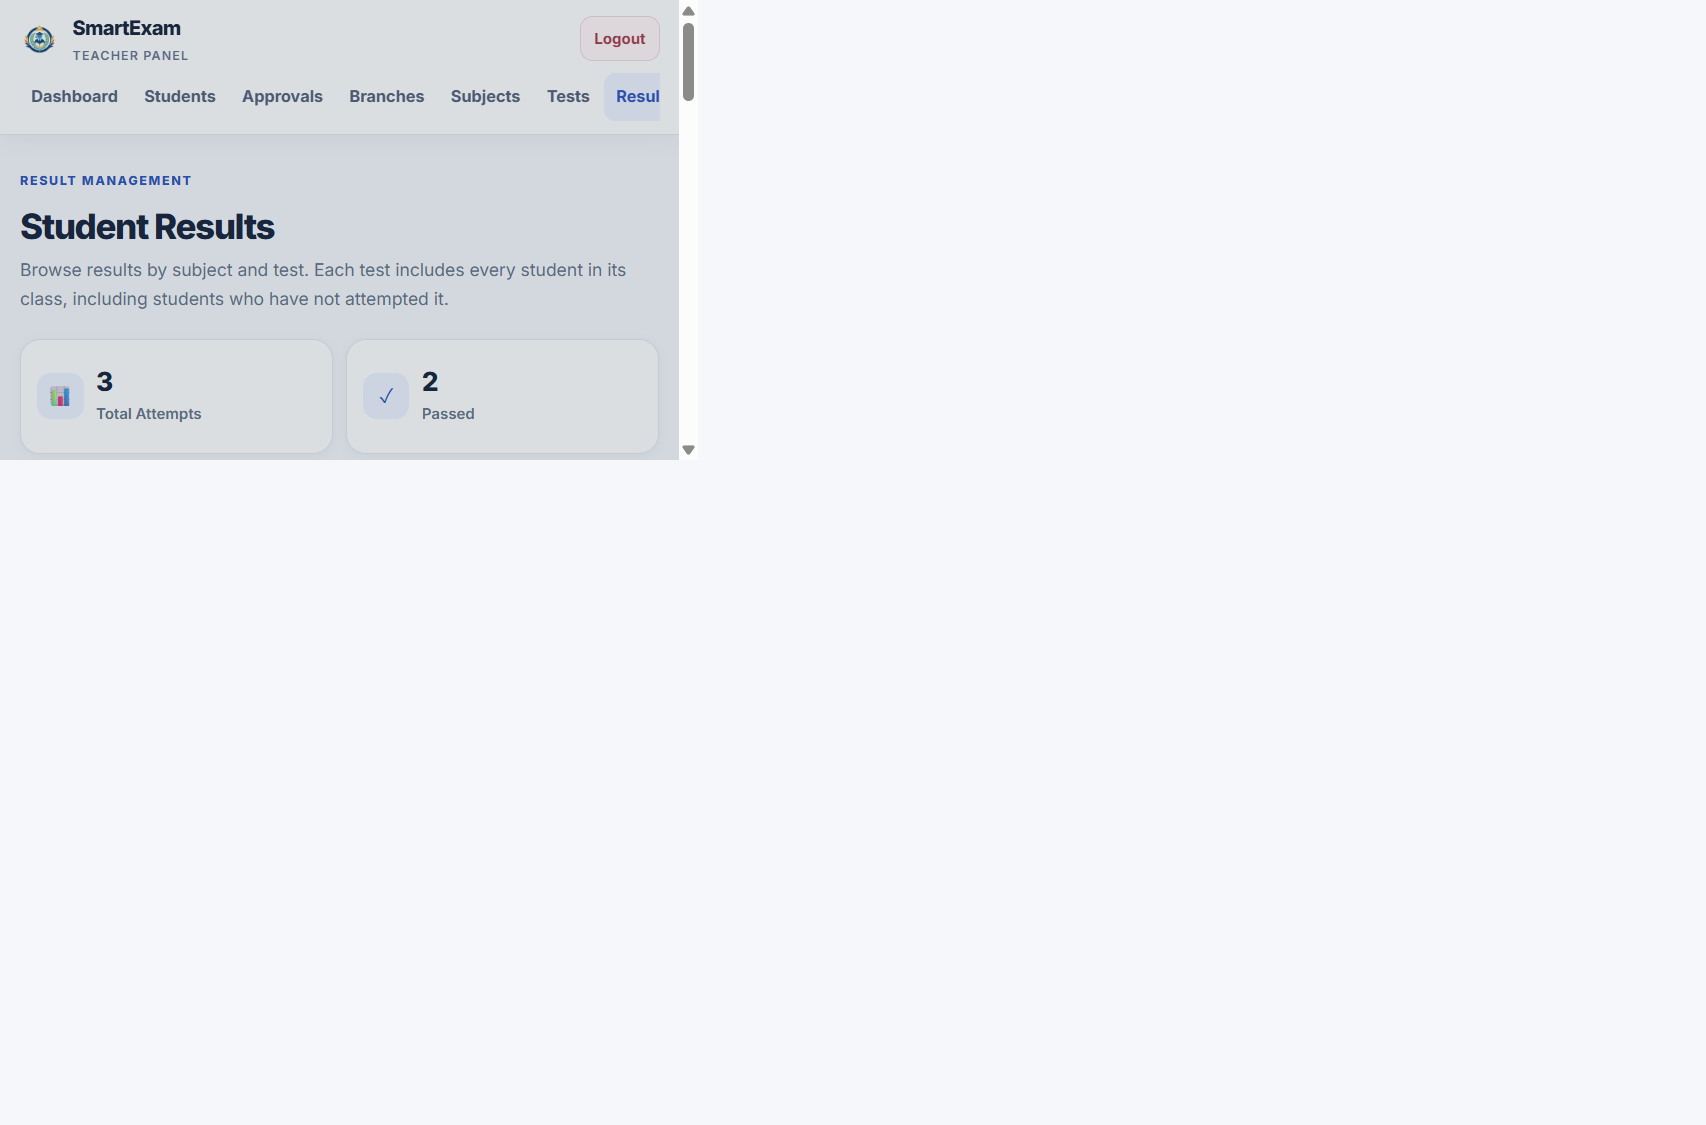 SmartExam
TEACHER PANEL
Logout
Dashboard Students Approvals Branches Subjects Tests Resul
RESULT MANAGEMENT
Student Results
Browse results by subject and test. Each test includes every student in its
class, including students who have not attempted it.
3
Total Attempts
2
Passed